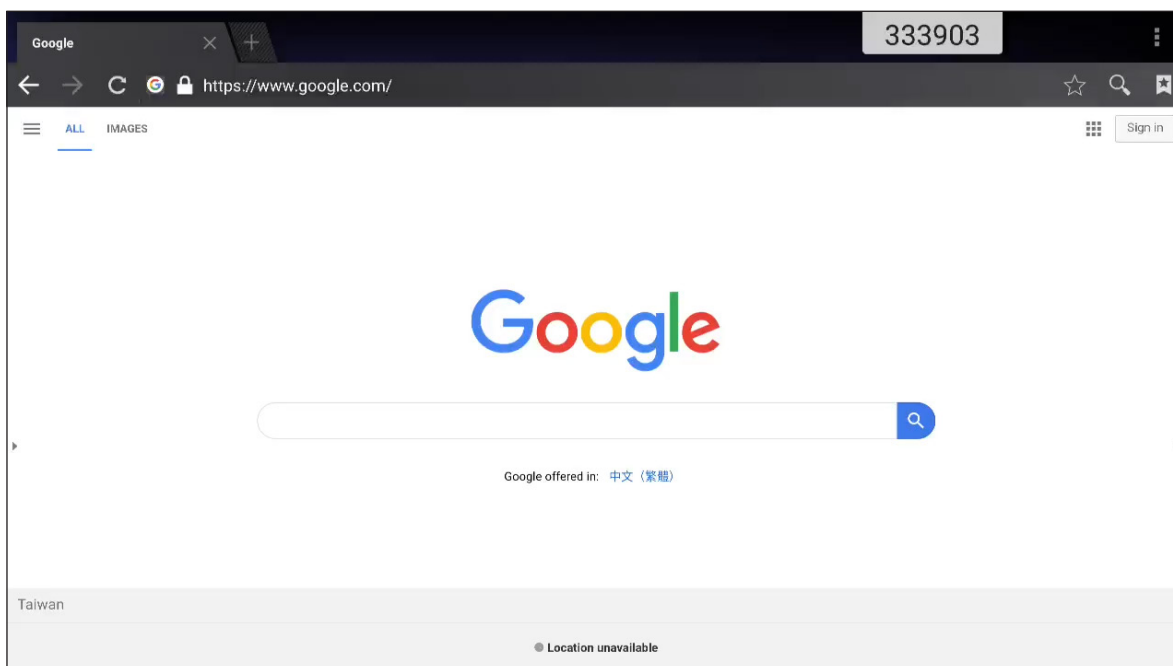 Google
333903
https://www.google.com/
ALL IMAGES
Sign in
Google
Google offered in: 中文（繁體）
Taiwan
Location unavailable